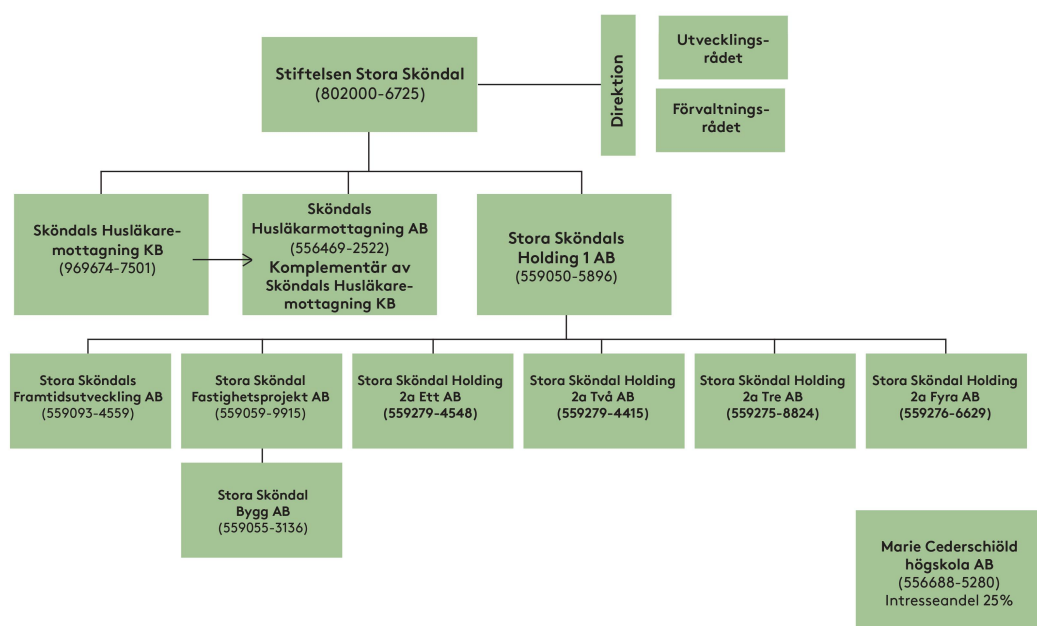 Stiftelsen Stora Sköndal
(802000-6725)
Direktion
Utvecklings-
rådet
Förvaltnings-
rådet
Sköndals Husläkare-
mottagning KB
(969674-7501)
Sköndals
Husläkarmottagning AB
(556469-2522)
Komplementär av
Sköndals Husläkare-
mottagning KB
Stora Sköndals
Holding 1 AB
(559050-5896)
Stora Sköndals
Framtidsutveckling AB
(559093-4559)
Stora Sköndal
Fastighetsprojekt AB
(559059-9915)
Stora Sköndal Holding
2a Ett AB
(559279-4548)
Stora Sköndal Holding
2a Två AB
(559279-4415)
Stora Sköndal Holding
2a Tre AB
(559275-8824)
Stora Sköndal Holding
2a Fyra AB
(559276-6629)
Stora Sköndal
Bygg AB
(559055-3136)
Marie Cederschiöld
högskola AB
(556688-5280)
Intresseandel 25%